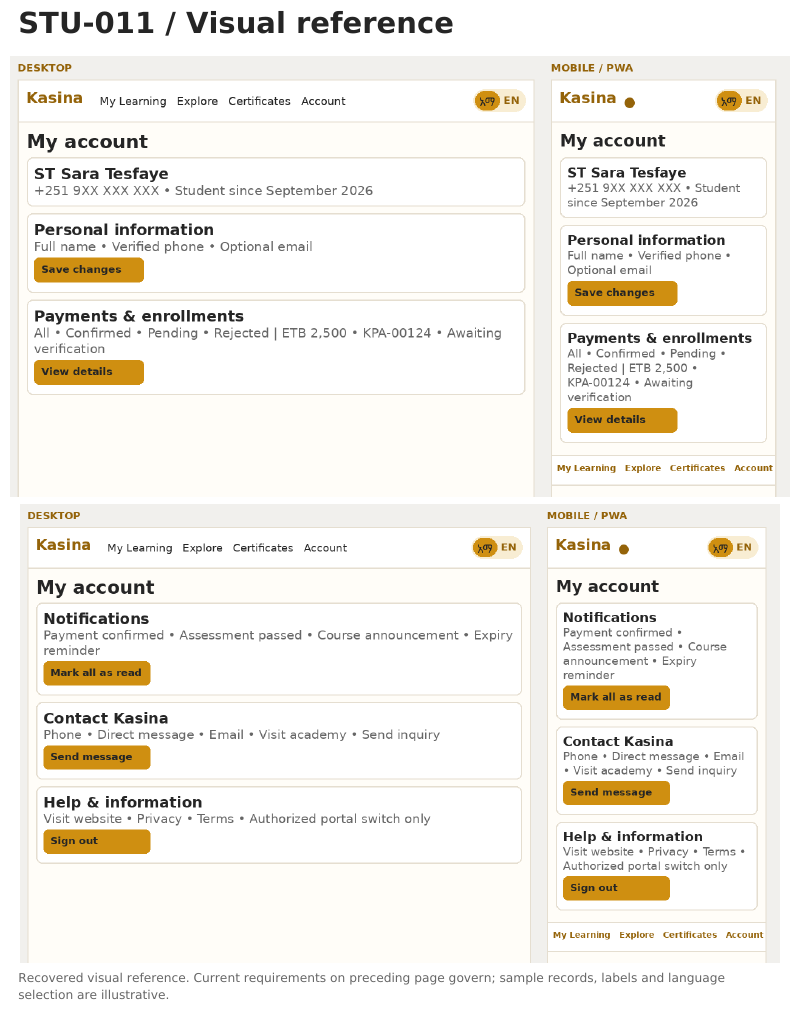 STU-011 / Visual reference
DESKTOP
Kasina My Learning Explore Certificates Account አማ EN
My account
ST Sara Tesfaye
+251 9XX XXX XXX • Student since September 2026
Personal information
Full name • Verified phone • Optional email
Save changes
Payments & enrollments
All • Confirmed • Pending • Rejected | ETB 2,500 • KPA-00124 • Awaiting
verification
View details
MOBILE / PWA
Kasina አማ EN
My account
ST Sara Tesfaye
+251 9XX XXX XXX • Student
since September 2026
Personal information
Full name • Verified phone •
Optional email
Save changes
Payments & enrollments
All • Confirmed • Pending •
Rejected | ETB 2,500 •
KPA-00124 • Awaiting
verification
View details
My Learning Explore Certificates Account
DESKTOP
Kasina My Learning Explore Certificates Account አማ EN
My account
Notifications
Payment confirmed • Assessment passed • Course announcement • Expiry
reminder
Mark all as read
Contact Kasina
Phone • Direct message • Email • Visit academy • Send inquiry
Send message
Help & information
Visit website • Privacy • Terms • Authorized portal switch only
Sign out
MOBILE / PWA
Kasina አማ EN
My account
Notifications
Payment confirmed •
Assessment passed • Course
announcement • Expiry
reminder
Mark all as read
Contact Kasina
Phone • Direct message • Email
• Visit academy • Send inquiry
Send message
Help & information
Visit website • Privacy • Terms •
Authorized portal switch only
Sign out
My Learning Explore Certificates Account
Recovered visual reference. Current requirements on preceding page govern; sample records, labels and language
selection are illustrative.